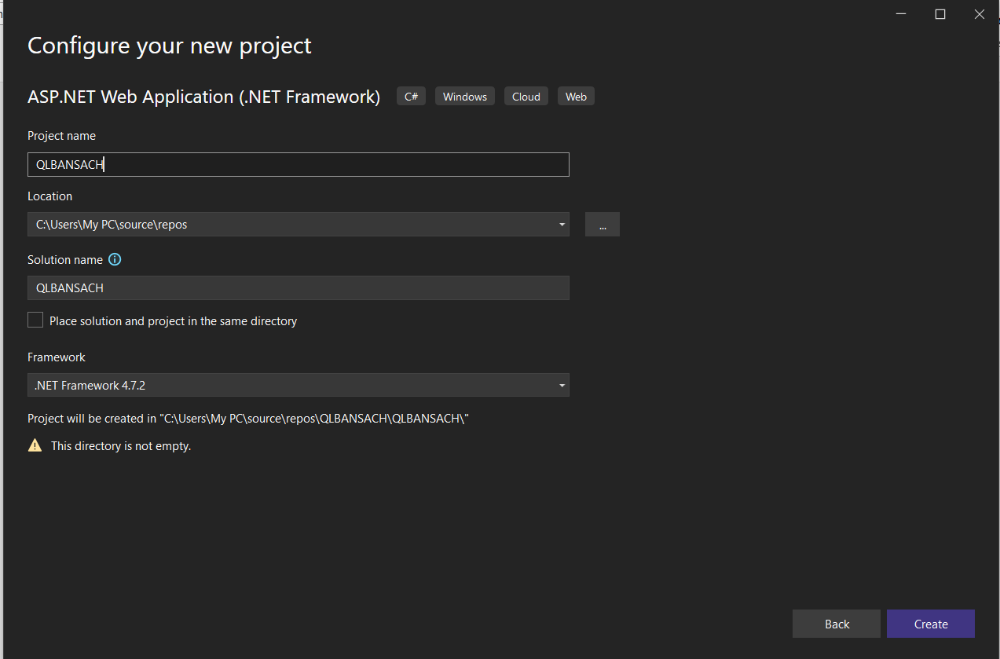 Configure your new project
ASP.NET Web Application (.NET Framework) C# Windows Cloud Web
Project name
QLBANSACH
Location
C:\Users\My PC\source\repos
...
Solution name
QLBANSACH
Place solution and project in the same directory
Framework
.NET Framework 4.7.2
Project will be created in "C:\Users\My PC\source\repos\QLBANSACH\QLBANSACH\"
This directory is not empty.
Back Create